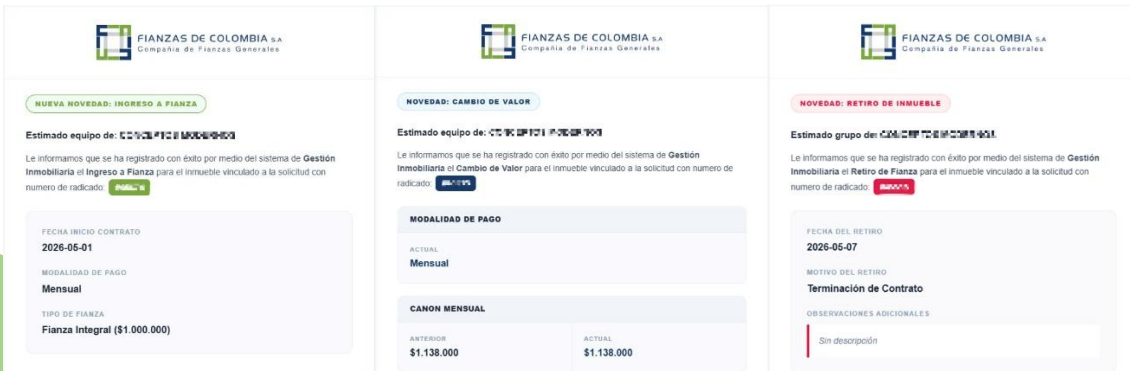 FIANZAS DE COLOMBIA S.A
Compañia de Fianzas Generales
NUEVA NOVEDAD: INGRESO A FIANZA
Estimado equipo de:
Le informamos que se ha registrado con éxito por medio del sistema de Gestión
Inmobiliaria el Ingreso a Fianza para el inmueble vinculado a la solicitud con
numero de radicado:
FECHA INICIO CONTRATO
2026-05-01
MODALIDAD DE PAGO
Mensual
TIPO DE FIANZA
Fianza Integral ($1.000.000)
FIANZAS DE COLOMBIA S.A
Compañia de Fianzas Generales
NOVEDAD: CAMBIO DE VALOR
Estimado equipo de:
Le informamos que se ha registrado con éxito por medio del sistema de Gestión
Inmobiliaria el Cambio de Valor para el inmueble vinculado a la solicitud con numero de
radicado:
MODALIDAD DE PAGO
ACTUAL
Mensual
CANON MENSUAL
ANTERIOR ACTUAL
$1.138.000 $1.138.000
FIANZAS DE COLOMBIA S.A
Compañia de Fianzas Generales
NOVEDAD: RETIRO DE INMUEBLE
Estimado grupo de:
Le informamos que se ha registrado con éxito por medio del sistema de Gestión
Inmobiliaria el Retiro de Fianza para el inmueble vinculado a la solicitud con
numero de radicado:
FECHA DEL RETIRO
2026-05-07
MOTIVO DEL RETIRO
Terminación de Contrato
OBSERVACIONES ADICIONALES
Sin descripción